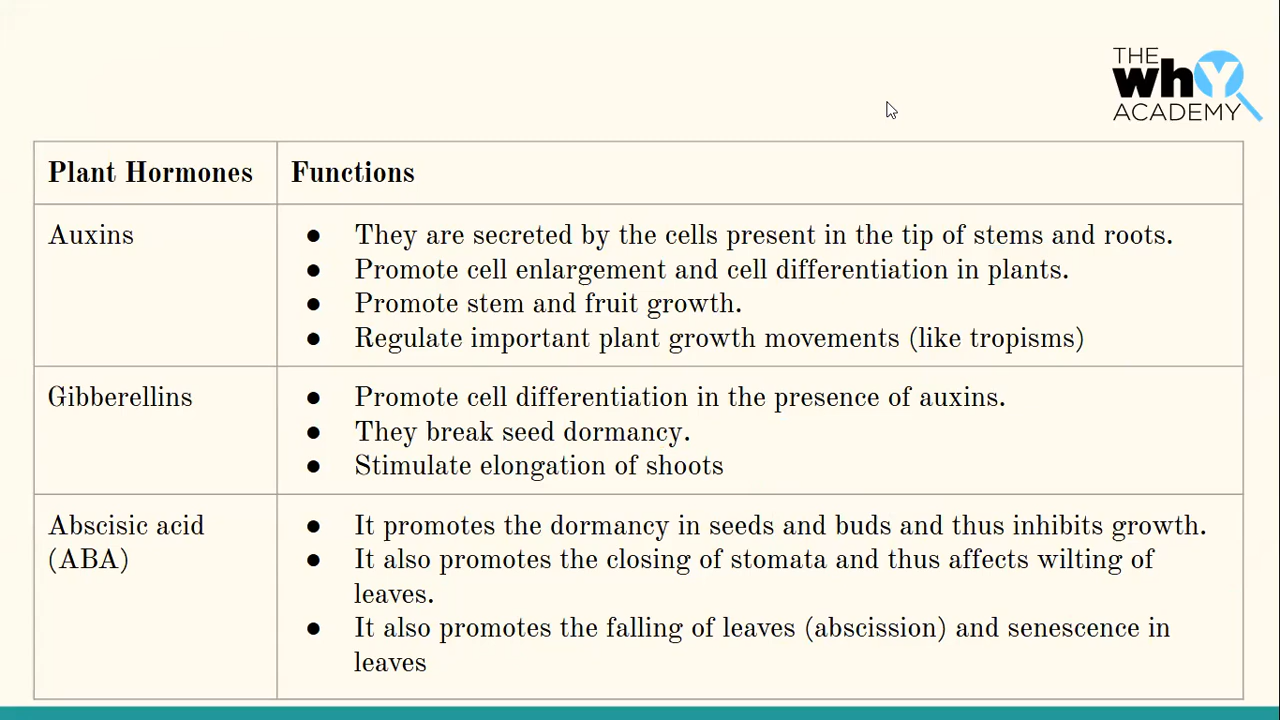 THE
whY
ACADEMY
Plant Hormones
Functions
Auxins
● They are secreted by the cells present in the tip of stems and roots.
● Promote cell enlargement and cell differentiation in plants.
● Promote stem and fruit growth.
● Regulate important plant growth movements (like tropisms)
Gibberellins
● Promote cell differentiation in the presence of auxins.
● They break seed dormancy.
● Stimulate elongation of shoots
Abscisic acid
(ABA)
● It promotes the dormancy in seeds and buds and thus inhibits growth.
● It also promotes the closing of stomata and thus affects wilting of
leaves.
● It also promotes the falling of leaves (abscission) and senescence in
leaves